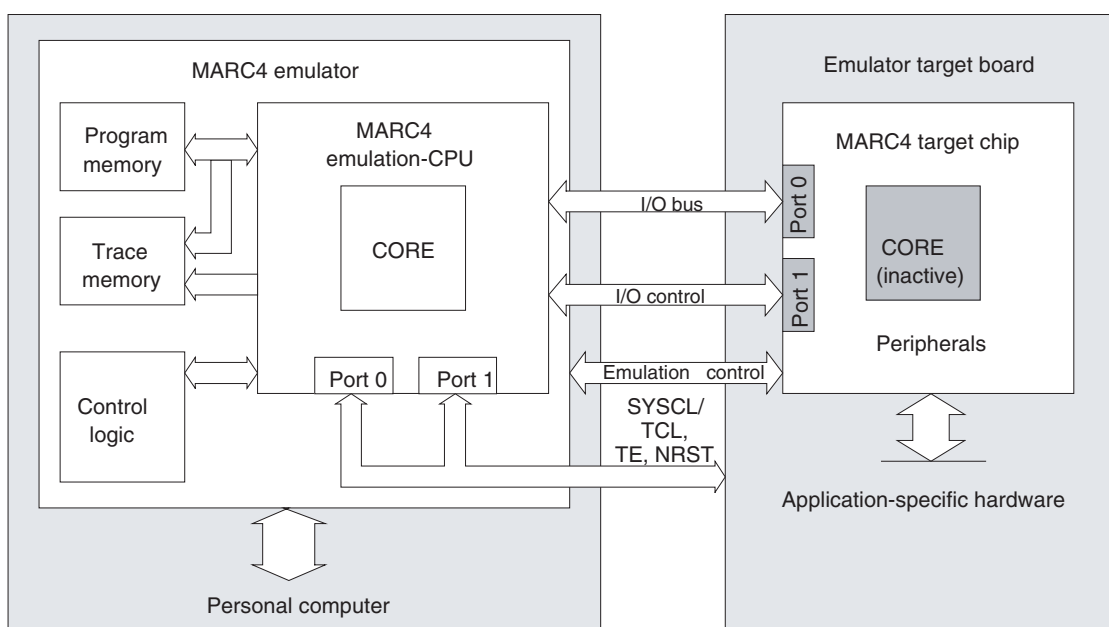 MARC4 emulator
Program
memory
Trace
memory
Control
logic
MARC4
emulation-CPU
CORE
Port 0
Port 1
Personal computer
I/O bus
I/O control
Emulation control
SYSCL/
TCL,
TE, NRST
Emulator target board
MARC4 target chip
Port 0
Port 1
CORE
(inactive)
Peripherals
Application-specific hardware